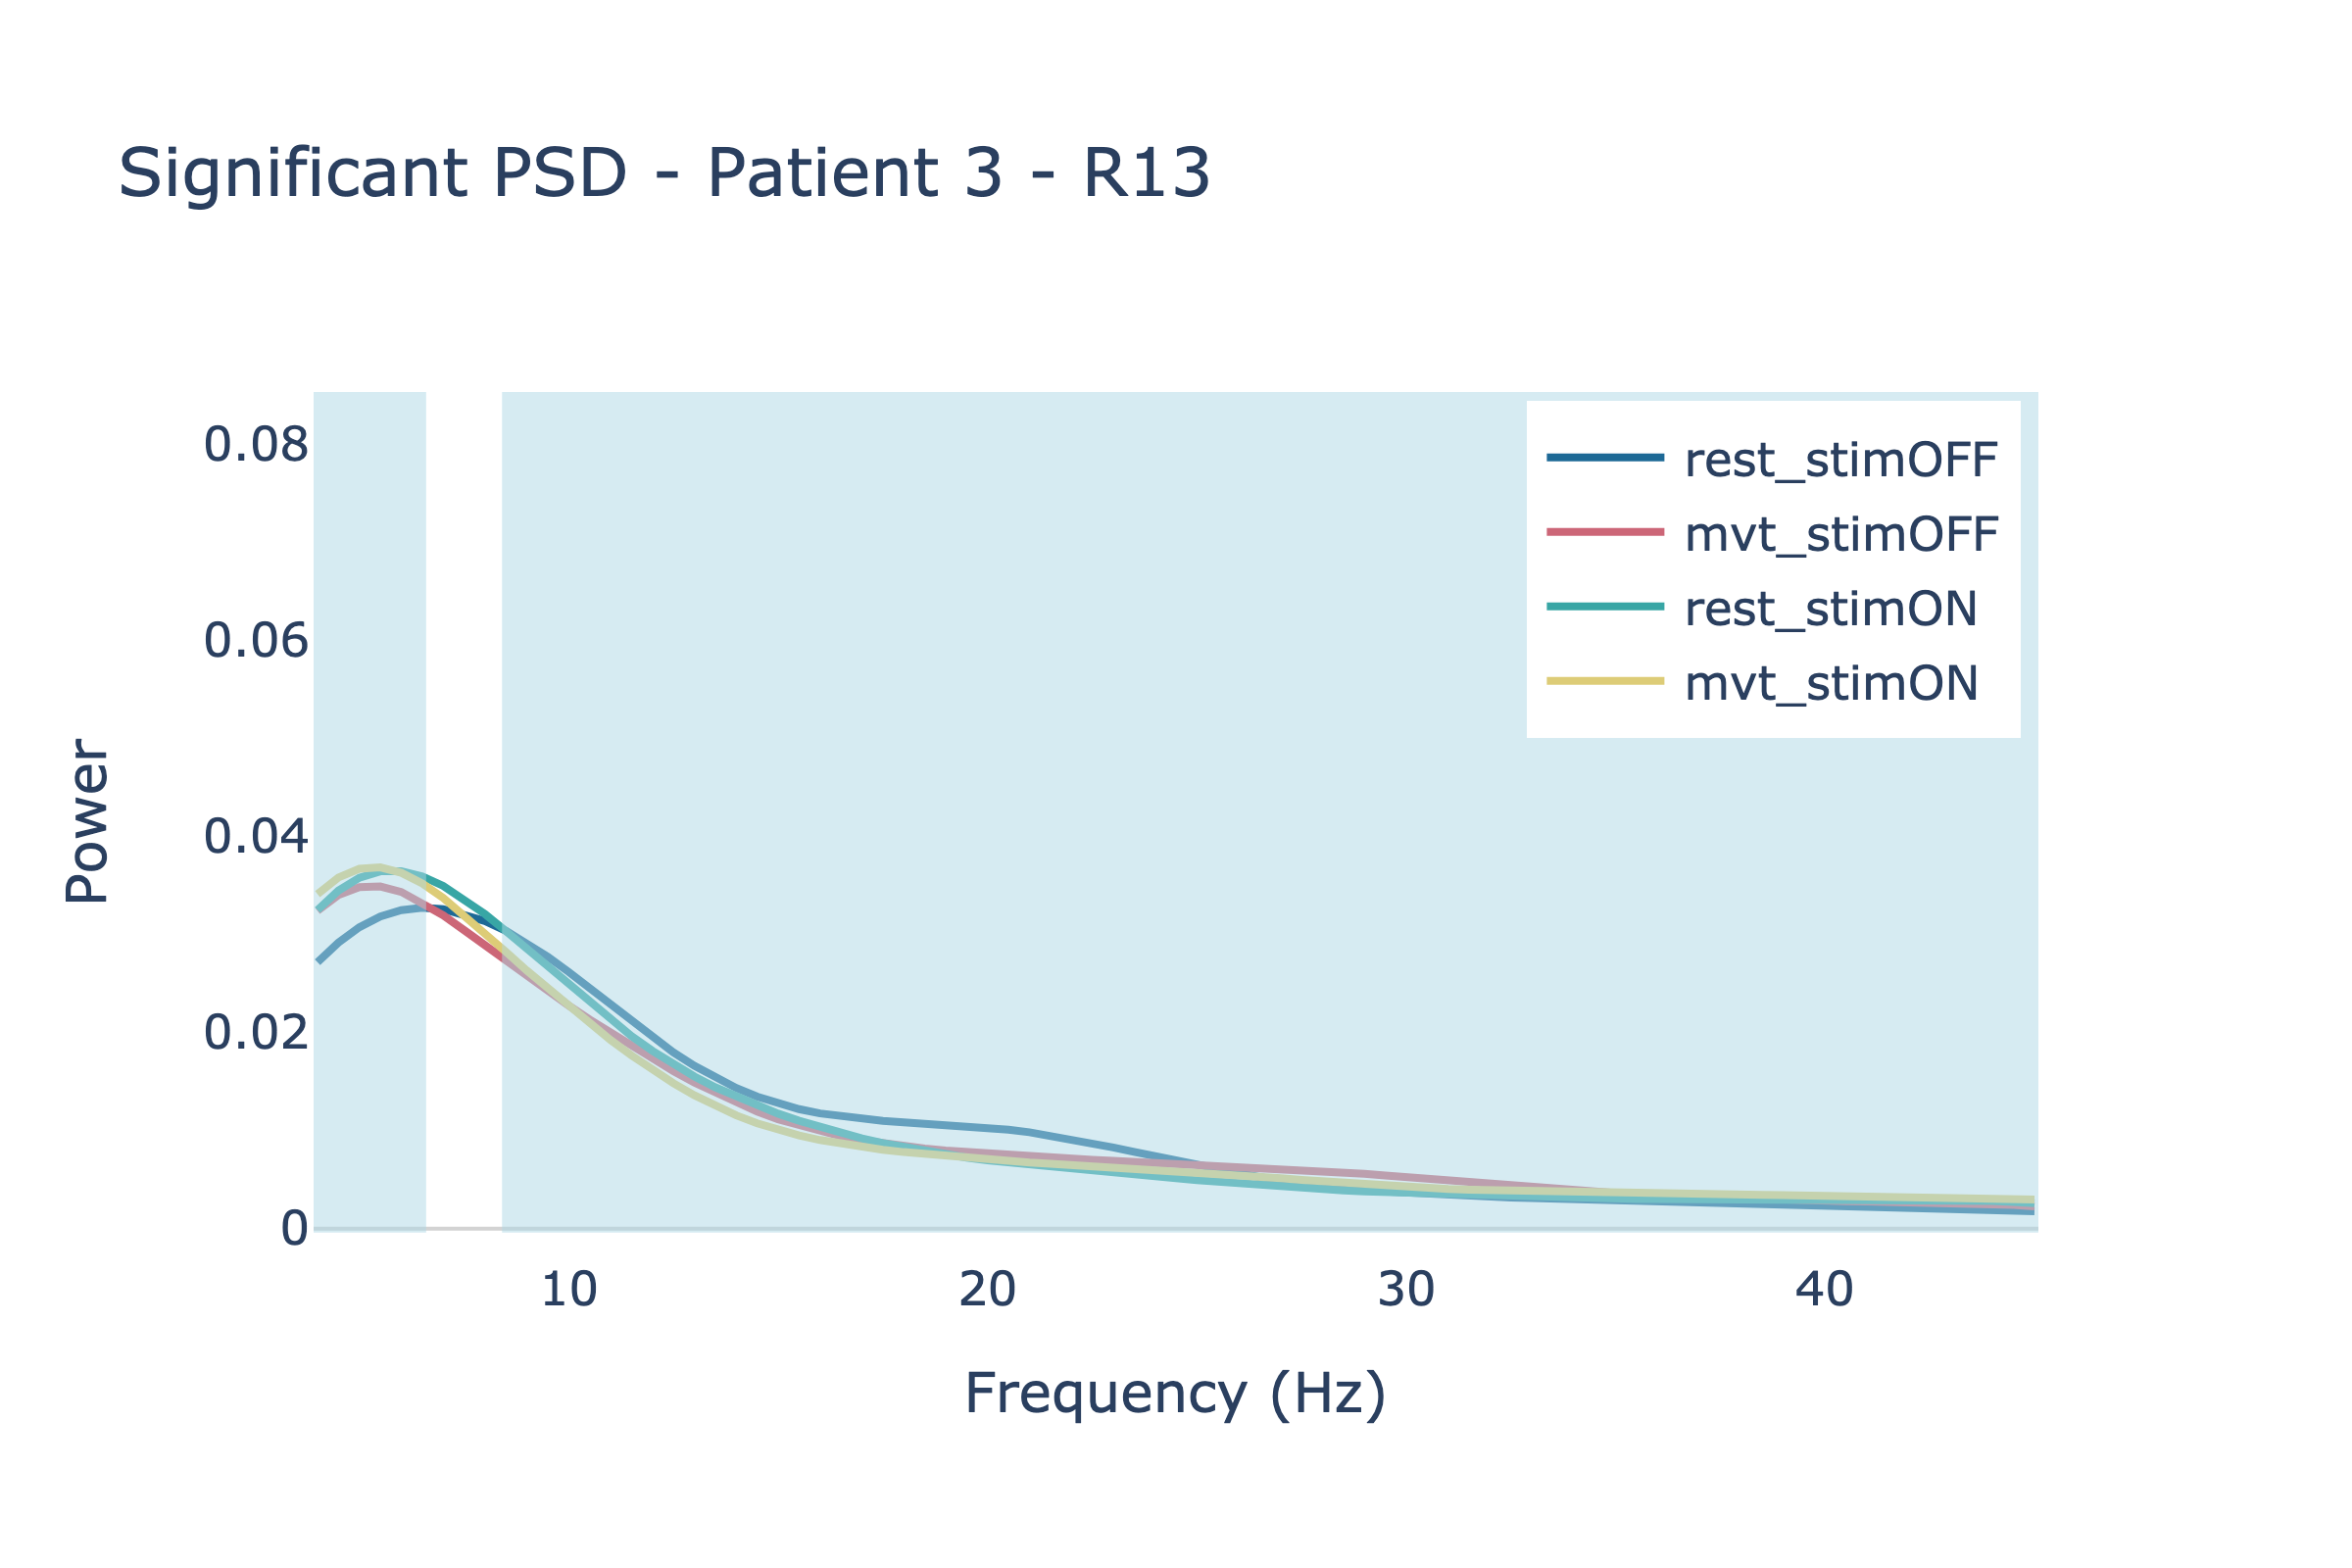 Significant PSD - Patient 3 - R13
0.08
0.06
0.04
0.02
0
Power
rest_stimOFF
mvt_stimOFF
rest_stimON
mvt_stimON
10 20 30 40
Frequency (Hz)